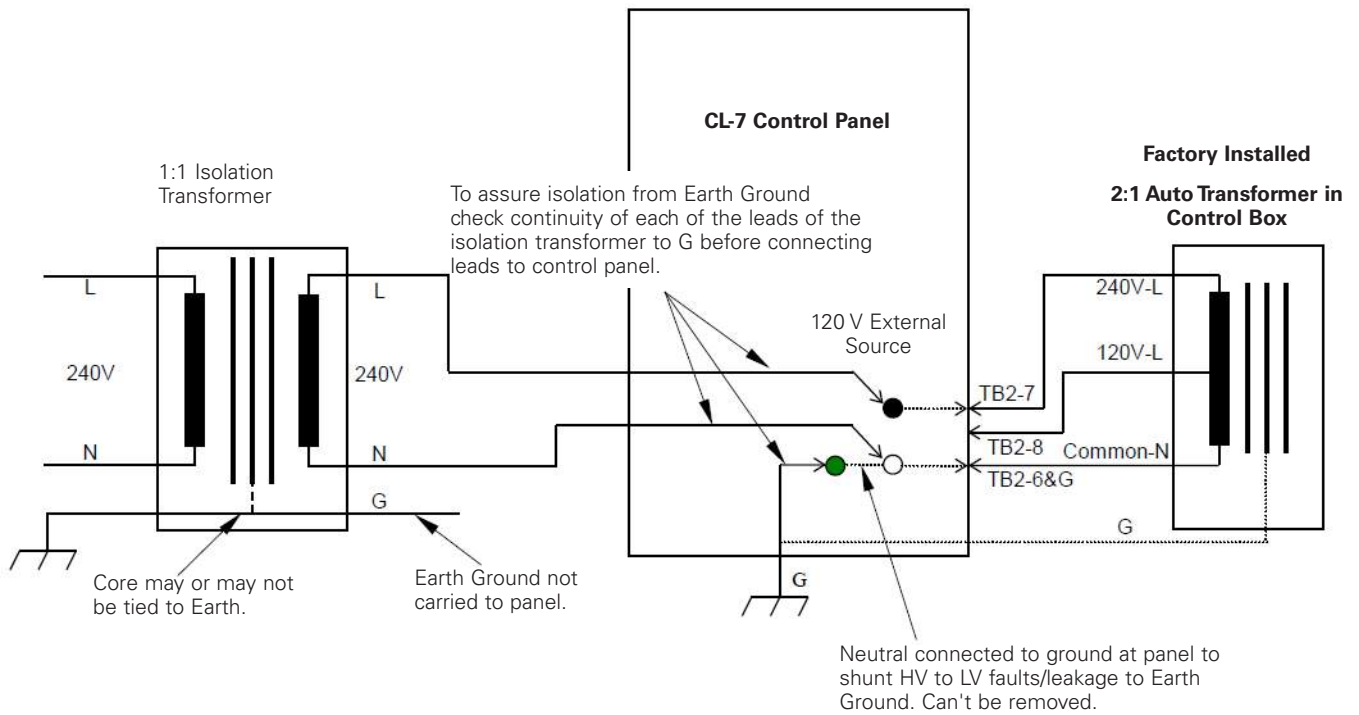 CL-7 Control Panel
Factory Installed
2:1 Auto Transformer in
Control Box
1:1 Isolation
Transformer
To assure isolation from Earth Ground
check continuity of each of the leads of the
isolation transformer to G before connecting
leads to control panel.
L
L
240V
240V
N
N
G
120 V External
Source
240V-L
120V-L
TB2-7
TB2-8
Common-N
TB2-6&G
G
G
Core may or may not
be tied to Earth.
Earth Ground not
carried to panel.
Neutral connected to ground at panel to
shunt HV to LV faults/leakage to Earth
Ground. Can't be removed.